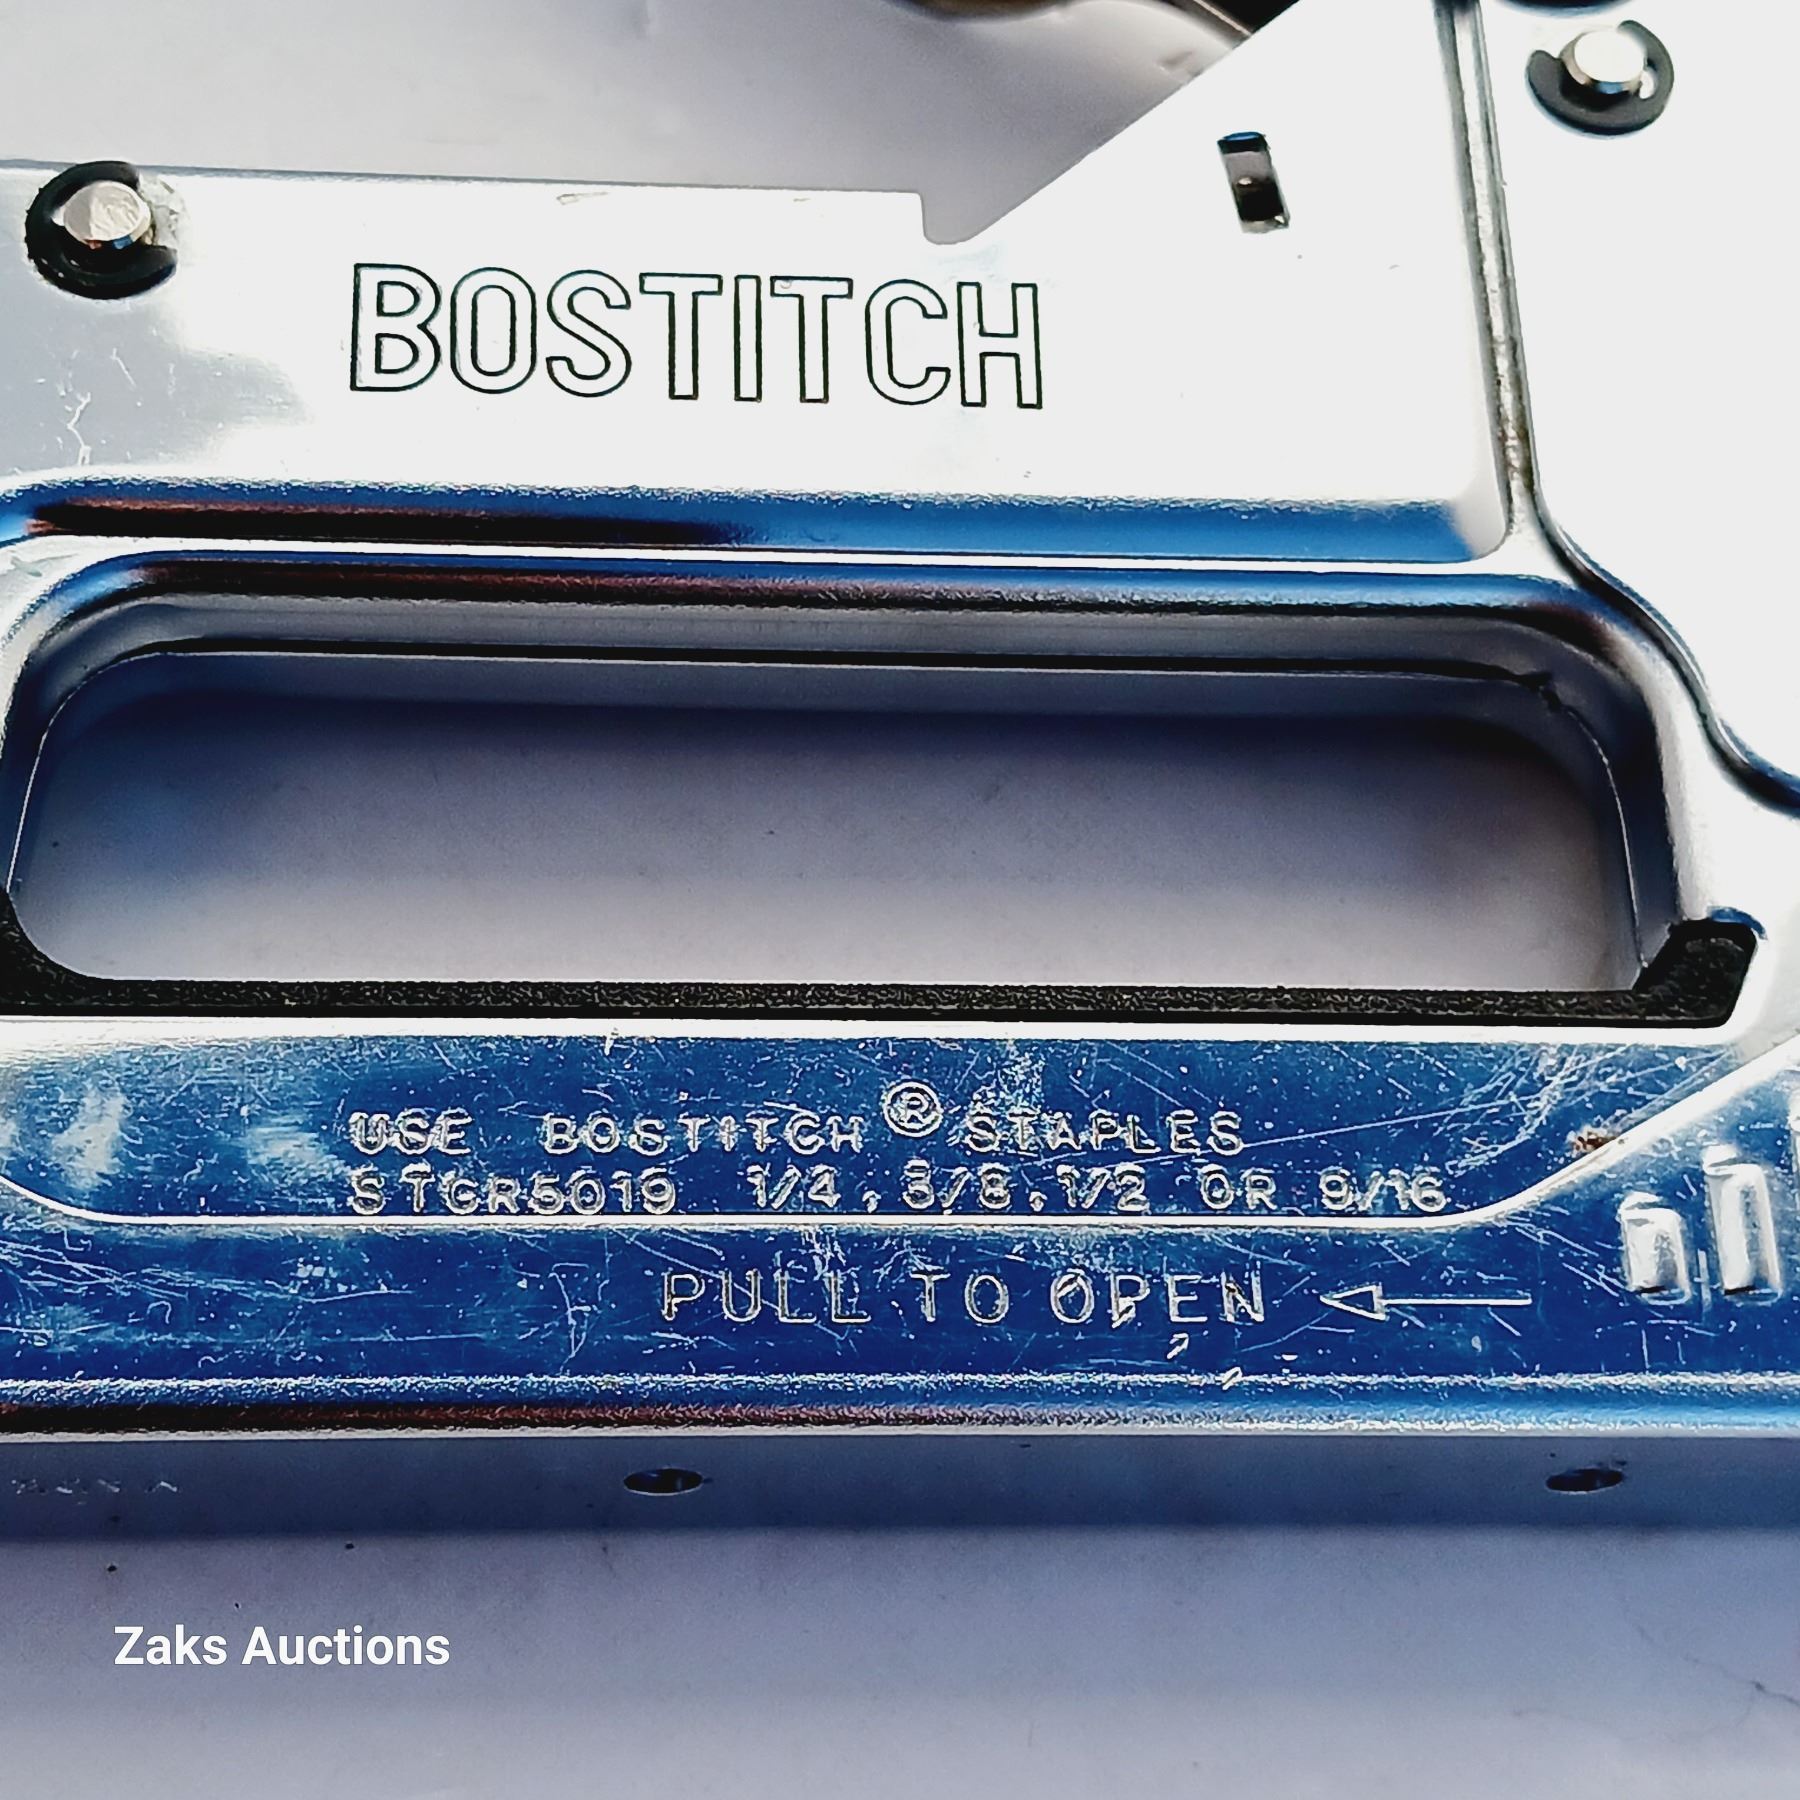 BOSTITCH
USE BOSTITCH® STAPLES
STCR5019 1/4, 3/8, 1/2 OR 9/16
PULL TO OPEN
Zaks Auctions